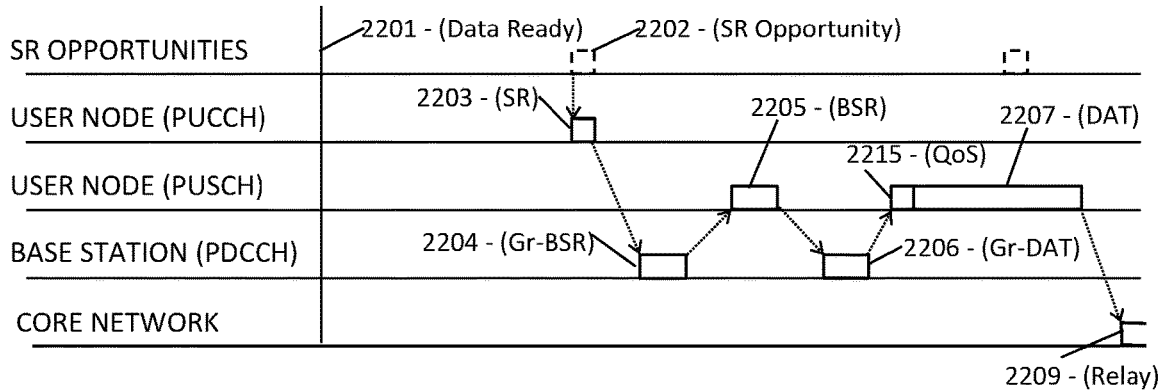 2201 - (Data Ready)
2202 - (SR Opportunity)
SR OPPORTUNITIES
2203 - (SR)
2205 - (BSR)
2207 - (DAT)
USER NODE (PUCCH)
2215 - (QoS)
USER NODE (PUSCH)
2204 - (Gr-BSR)
2206 - (Gr-DAT)
BASE STATION (PDCCH)
CORE NETWORK
2209 - (Relay)